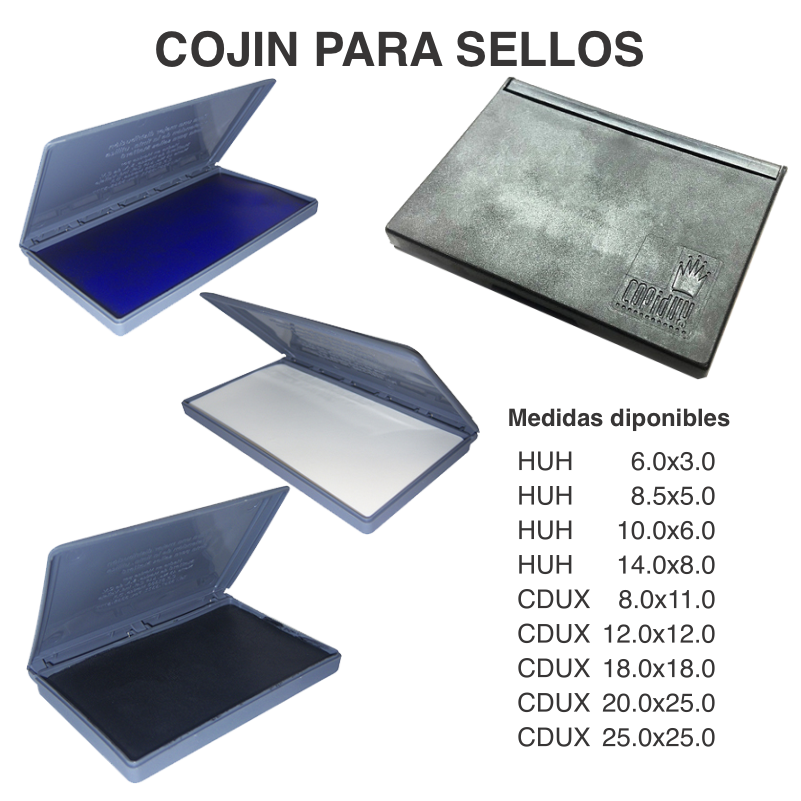 COJIN PARA SELLOS
Medidas diponibles
HUH 6.0x3.0
HUH 8.5x5.0
HUH 10.0x6.0
HUH 14.0x8.0
CDUX 8.0x11.0
CDUX 12.0x12.0
CDUX 18.0x18.0
CDUX 20.0x25.0
CDUX 25.0x25.0